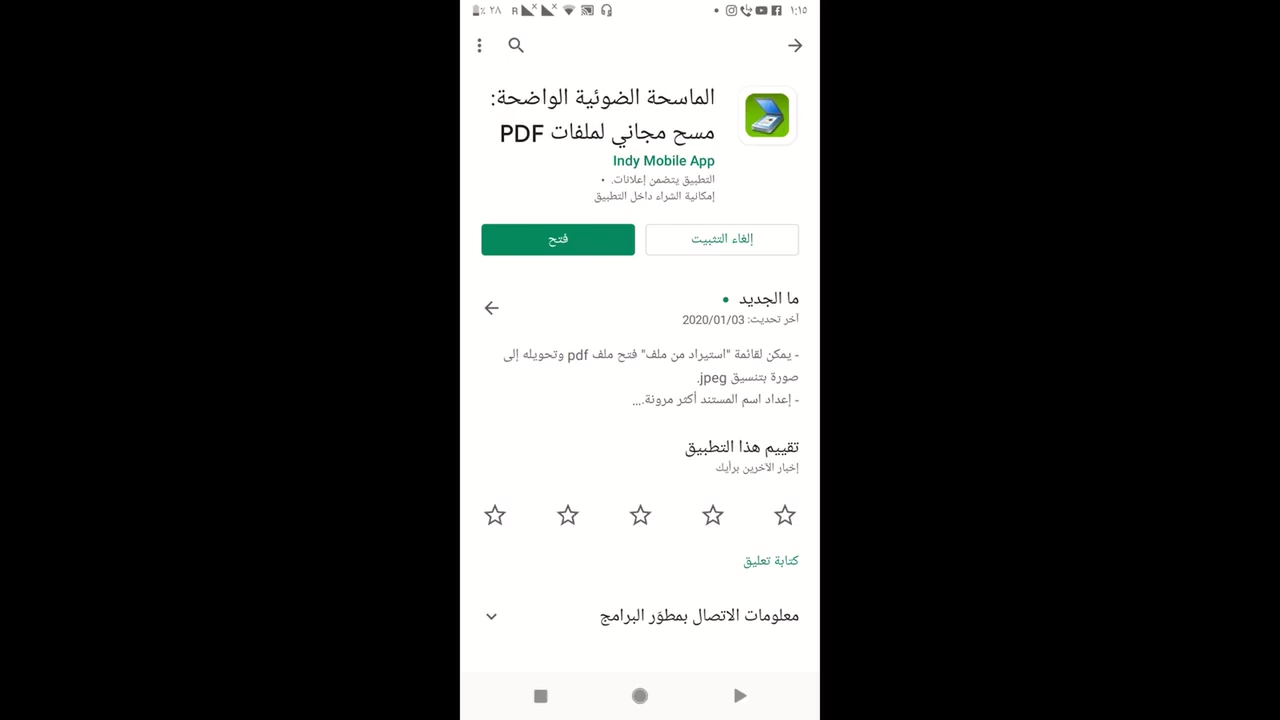 ١:١٥
R ٢٨ ٪
الماسحة الضوئية الواضحة:
مسح مجاني لملفات PDF
Indy Mobile App
التطبيق يتضمن إعلانات. •
إمكانية الشراء داخل التطبيق
إلغاء التثبيت
فتح
ما الجديد •
آخر تحديث: 2020/01/03
- يمكن لقائمة "استيراد من ملف" فتح ملف pdf وتحويله إلى
صورة بتنسيق jpeg.
- إعداد اسم المستند أكثر مرونة....
تقييم هذا التطبيق
إخبار الآخرين برأيك
كتابة تعليق
معلومات الاتصال بمطوّر البرامج